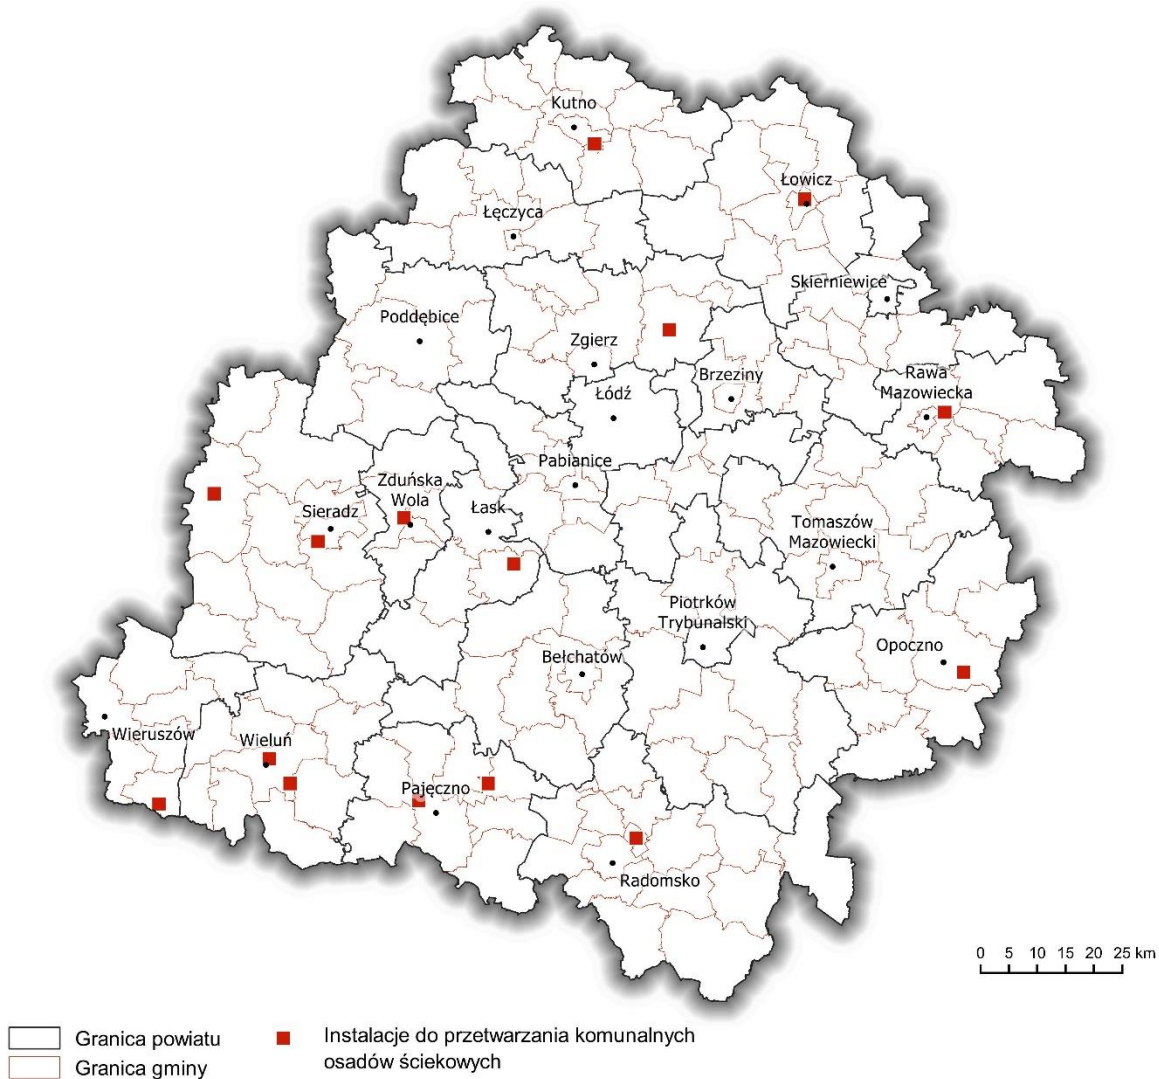 Kutno
Łowicz
Łęczyca
Skierniewice
Poddębice
Zgierz
Brzeziny
Rawa
Mazowiecka
Łódź
Pabianice
Zduńska
Wola
Sieradz
Łask
Tomaszów
Mazowiecki
Piotrków
Trybunalski
Opoczno
Bełchatów
Wieruszów
Wieluń
Pajęczno
Radomsko
0 5 10 15 20 25 km
Granica powiatu
Granica gminy
Instalacje do przetwarzania komunalnych
osadów ściekowych